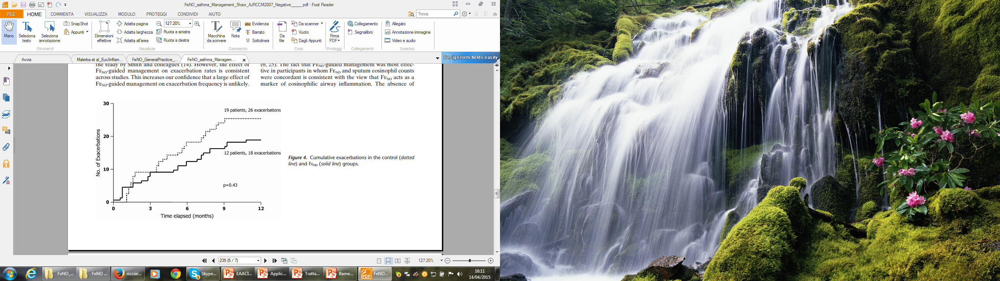 FeNO_asthma_Management_Shaw_AJRCCM2007_Negative_____.pdf - Foxit Reader
FILE HOME COMMENTA VISUALIZZA MODULO PROTEGGI CONDIVIDI AIUTO
Trova
Mano
Seleziona testo
Seleziona annotazione
SnapShot
Appunti
Strumenti
Dimensioni effettive
Adatta pagina
Adatta larghezza
Adatta all'area
127.20%
Ruota a sinistra
Ruota a destra
Visualizza
Macchina da scrivere
Nota
Evidenzia
Barrato
Sottolinea
Commento
Da file
Da scanner
Vuoto
Dagli Appunti
Crea
Firma PDF
Proteggi
Collegamento
Segnalibro
Collegamenti
Allegato
Annotazione immagine
Video e audio
Inserisci
Avvia
Malerba et al_EurJInflam...
FeNO_GeneralPractice_...
FeNO_asthma_Managem...
Design form fields easily
the study by Smith and colleagues (14). However, the effect of
FENO-guided management on exacerbation rates is consistent
across studies. This increases our confidence that a large effect of
FENO-guided management on exacerbation frequency is unlikely.
(6, 25). The fact that FENO-guided management was most effec-
tive in participants in whom FENO and sputum eosinophil counts
were concordant is consistent with the view that FENO acts as a
marker of eosinophilic airway inflammation. The absence of
30
20
10
0
No. of Exacerbations
19 patients, 26 exacerbations
12 patients, 18 exacerbations
p=0.43
0 3 6 9 12
Time elapsed (months)
Figure 4. Cumulative exacerbations in the control (dotted
line) and FENO (solid line) groups.
235 (5 / 7)
127.20%
FeNO_...
FeNO ...
ricciar...
Skype...
EAACI...
Applic...
Tratta...
Barne...
FeNO...
16:11
14/04/2015